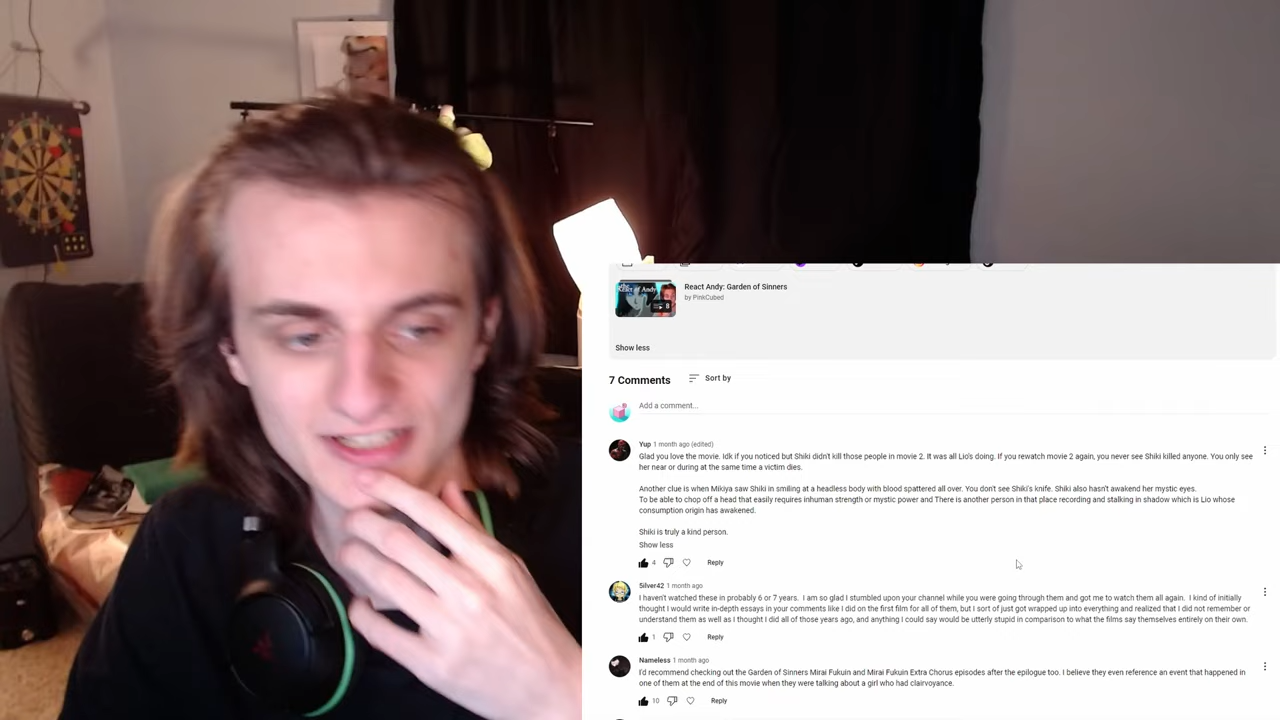 React of Andy
8
React Andy: Garden of Sinners
by PinkCubed
Show less
7 Comments
Sort by
Add a comment...
Yup 1 month ago (edited)
Glad you love the movie. Idk if you noticed but Shiki didn't kill those people in movie 2. It was all Lio's doing. If you rewatch movie 2 again, you never see Shiki killed anyone. You only see
her near or during at the same time a victim dies.
Another clue is when Mikiya saw Shiki in smiling at a headless body with blood spattered all over. You don't see Shiki's knife. Shiki also hasn't awakend her mystic eyes.
To be able to chop off a head that easily requires inhuman strength or mystic power and There is another person in that place recording and stalking in shadow which is Lio whose
consumption origin has awakened.
Shiki is truly a kind person.
Show less
4
Reply
5ilver42 1 month ago
I haven't watched these in probably 6 or 7 years. I am so glad I stumbled upon your channel while you were going through them and got me to watch them all again. I kind of initially
thought I would write in-depth essays in your comments like I did on the first film for all of them, but I sort of just got wrapped up into everything and realized that I did not remember or
understand them as well as I thought I did all of those years ago, and anything I could say would be utterly stupid in comparison to what the films say themselves entirely on their own.
1
Reply
Nameless 1 month ago
I'd recommend checking out the Garden of Sinners Mirai Fukuin and Mirai Fukuin Extra Chorus episodes after the epilogue too. I believe they even reference an event that happened in
one of them at the end of this movie when they were talking about a girl who had clairvoyance.
10
Reply